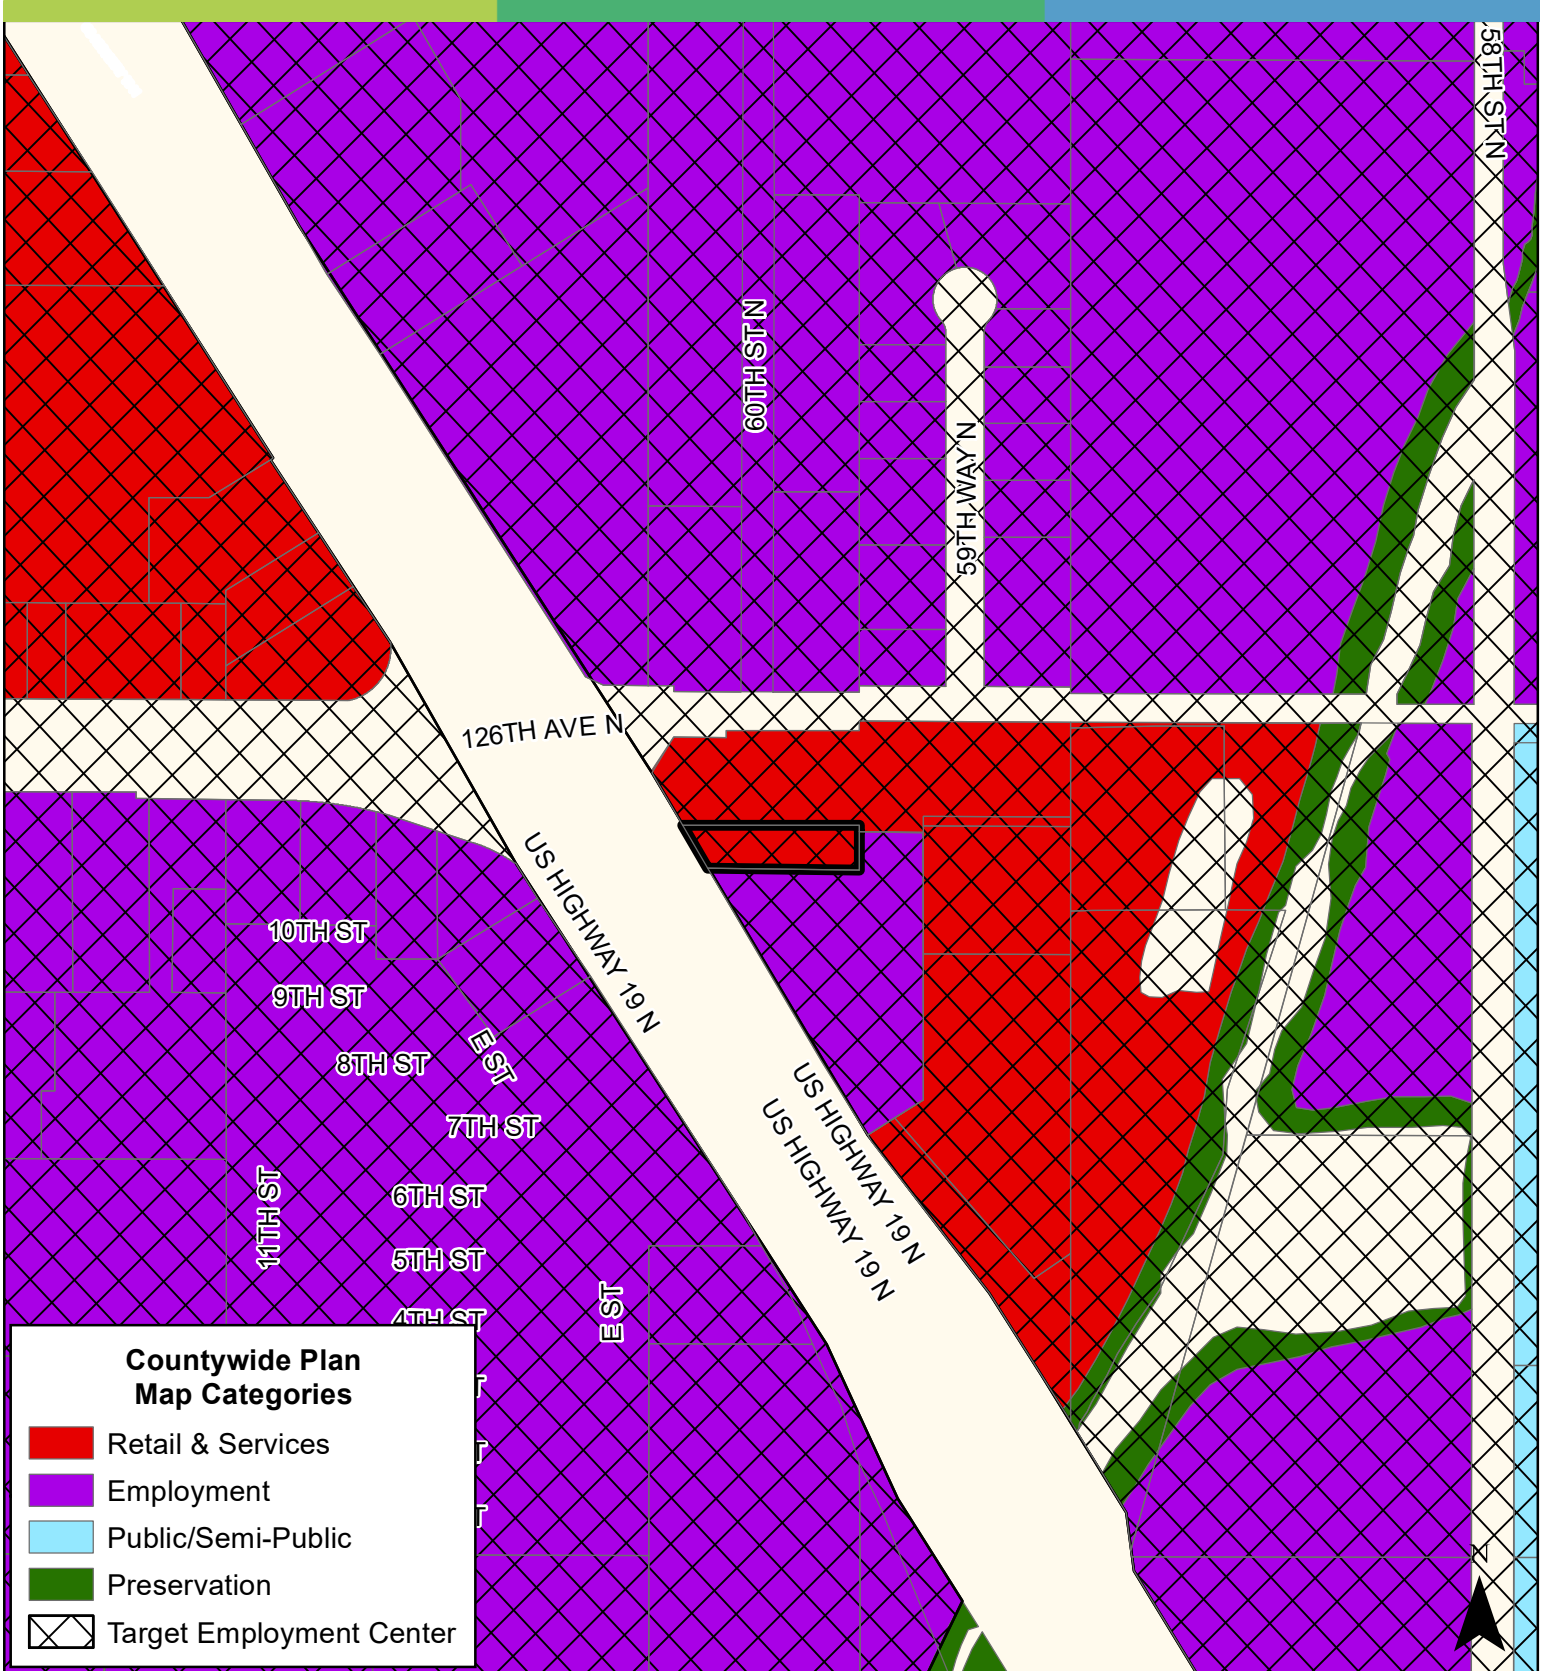 58TH ST N
60TH ST N
59TH WAY N
126TH AVE N
US HIGHWAY 19 N
10TH ST
9TH ST
E ST
8TH ST
US HIGHWAY 19 N
US HIGHWAY 19 N
7TH ST
11TH ST
6TH ST
5TH ST
E ST
4TH ST
Countywide Plan
Map Categories
Retail & Services
Employment
Public/Semi-Public
Preservation
Target Employment Center
T
T
T
N